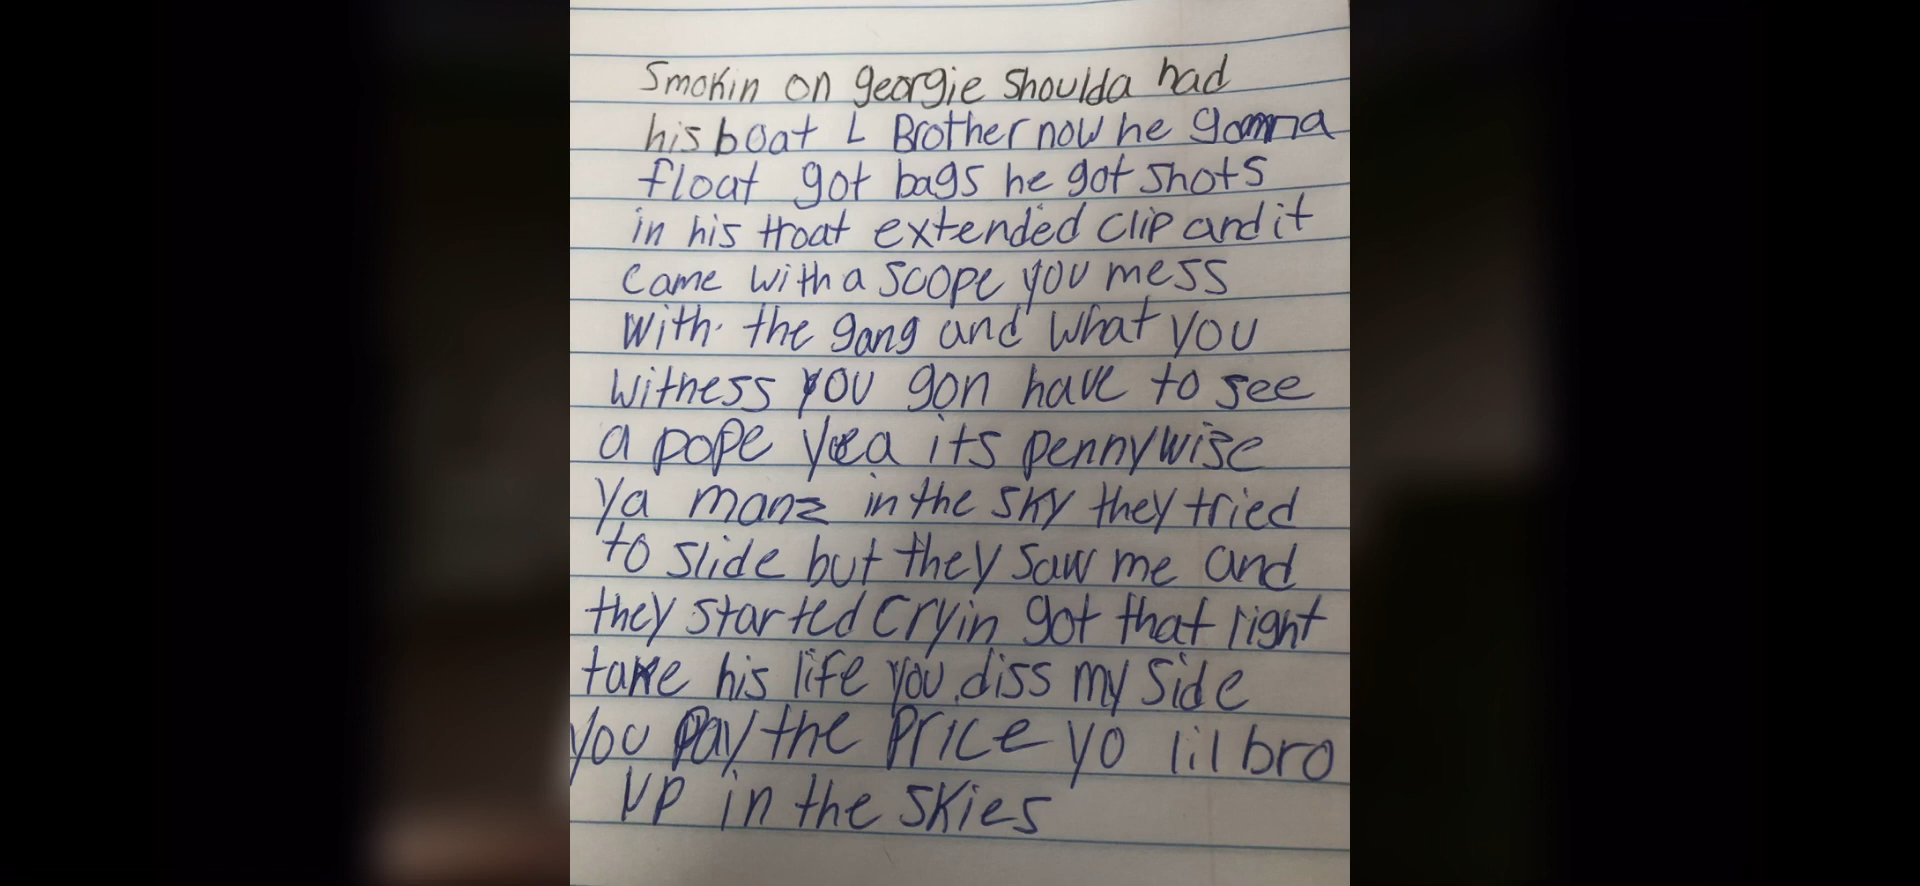 Smokin on georgie shoulda had
his boat L Brother now he gonna
float got bags he got shots
in his troat extended clip and it
came with a scope you mess
with the gang and what you
witness you gon have to see
a pope yea its pennywise
ya manz in the sky they tried
to slide but they saw me and
they started cryin got that right
take his life you diss my side
you pay the price yo lil bro
up in the skies